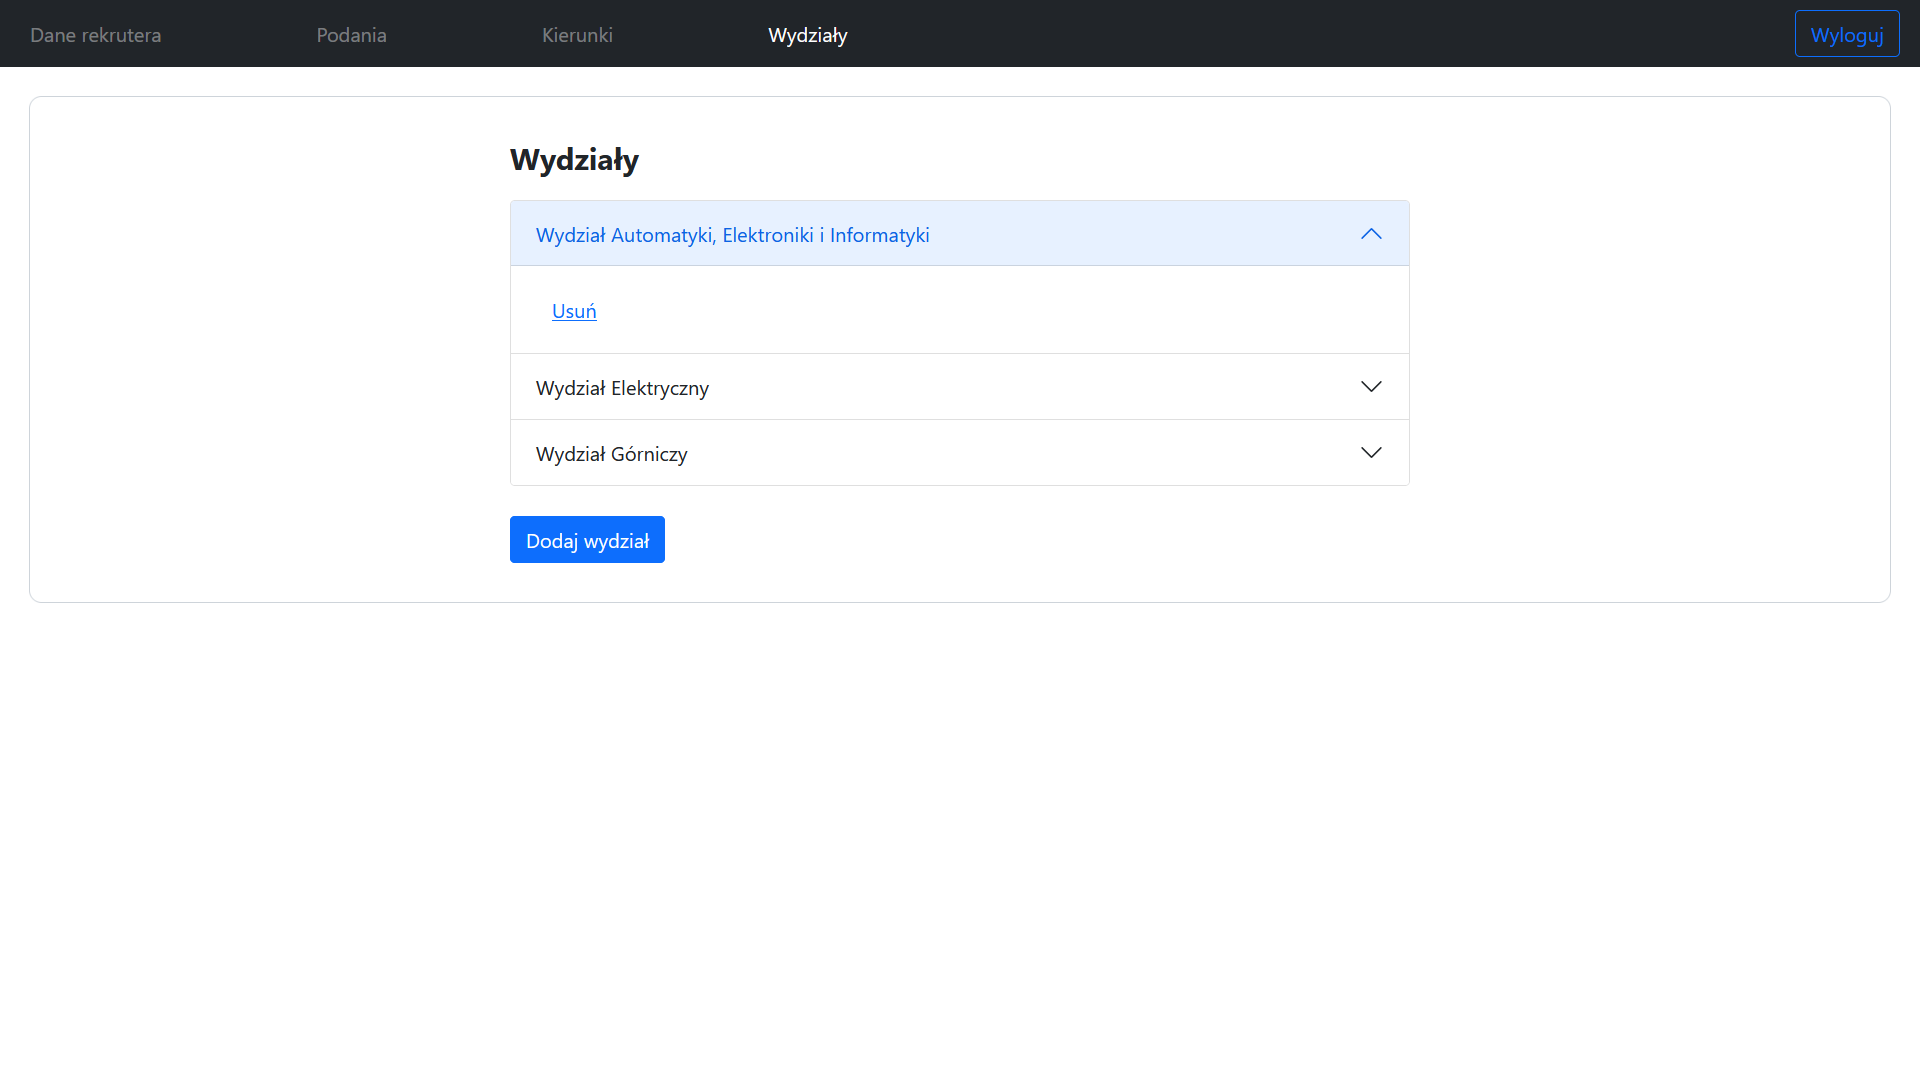 Dane rekrutera Podania Kierunki Wydziały Wyloguj
Wydziały
Wydział Automatyki, Elektroniki i Informatyki
Usuń
Wydział Elektryczny
Wydział Górniczy
Dodaj wydział